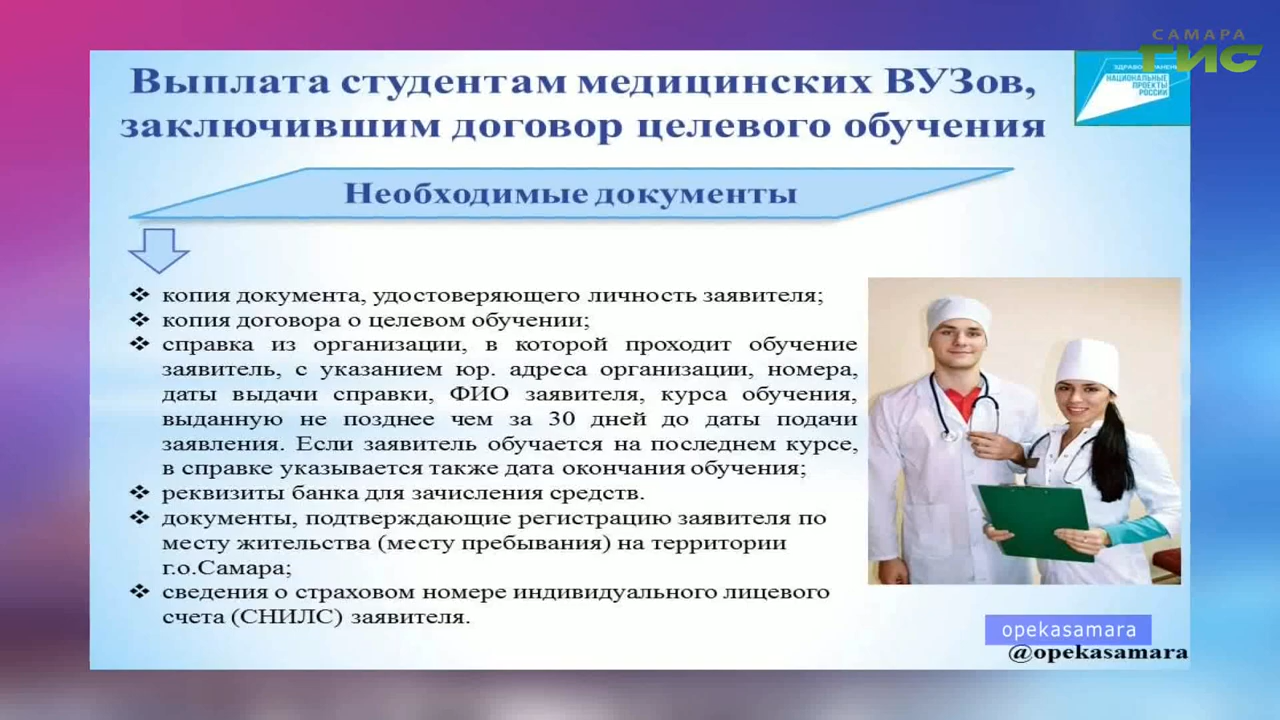 САМАРА
ГИС
Выплата студентам медицинских ВУЗов,
заключившим договор целевого обучения
ЗДРАВООХРАНЕНИЕ
НАЦИОНАЛЬНЫЕ
ПРОЕКТЫ
РОССИИ
Необходимые документы
❖ копия документа, удостоверяющего личность заявителя;
❖ копия договора о целевом обучении;
❖ справка из организации, в которой проходит обучение
заявитель, с указанием юр. адреса организации, номера,
даты выдачи справки, ФИО заявителя, курса обучения,
выданную не позднее чем за 30 дней до даты подачи
заявления. Если заявитель обучается на последнем курсе,
в справке указывается также дата окончания обучения;
❖ реквизиты банка для зачисления средств.
❖ документы, подтверждающие регистрацию заявителя по
месту жительства (месту пребывания) на территории
г.о.Самара;
❖ сведения о страховом номере индивидуального лицевого
счета (СНИЛС) заявителя.
opekasamara
@opekasamara